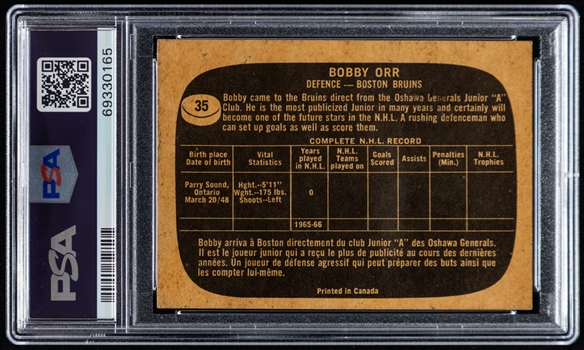 69330165
PSA
PSA
BOBBY ORR
DEFENCE — BOSTON BRUINS
35
Bobby came to the Bruins direct from the Oshawa Generals Junior "A"
Club. He is the most publicized Junior in many years and certainly will
become one of the future stars in the N.H.L. A rushing defenceman who
can set up goals as well as score them.
COMPLETE N.H.L. RECORD
Birth place Date of birth
Vital Statistics
Years played in N.H.L.
N.H.L. Teams played on
Goals Scored
Assists
Penalties (Min.)
N.H.L. Trophies
Parry Sound,
Ontario
March 20/48
Hght.--5'11"
Wght.--175 lbs.
Shoots--Left
0
1965-66
Bobby arriva à Boston directement du club Junior "A" des Oshawa Generals.
Il est le joueur junior qui a reçu le plus de publicité au cours des dernières
années. Un joueur de défense agressif qui peut préparer des buts ainsi que
les compter lui-même.
Printed in Canada